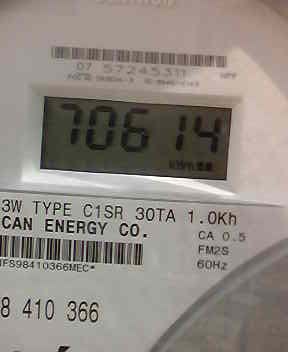 07 57245311
70614
kWh
3W TYPE C1SR 30TA 1.0Kh
CAN ENERGY CO.
CA 0.5
FM2S
60Hz
IFS98410366MEC*
8 410 366